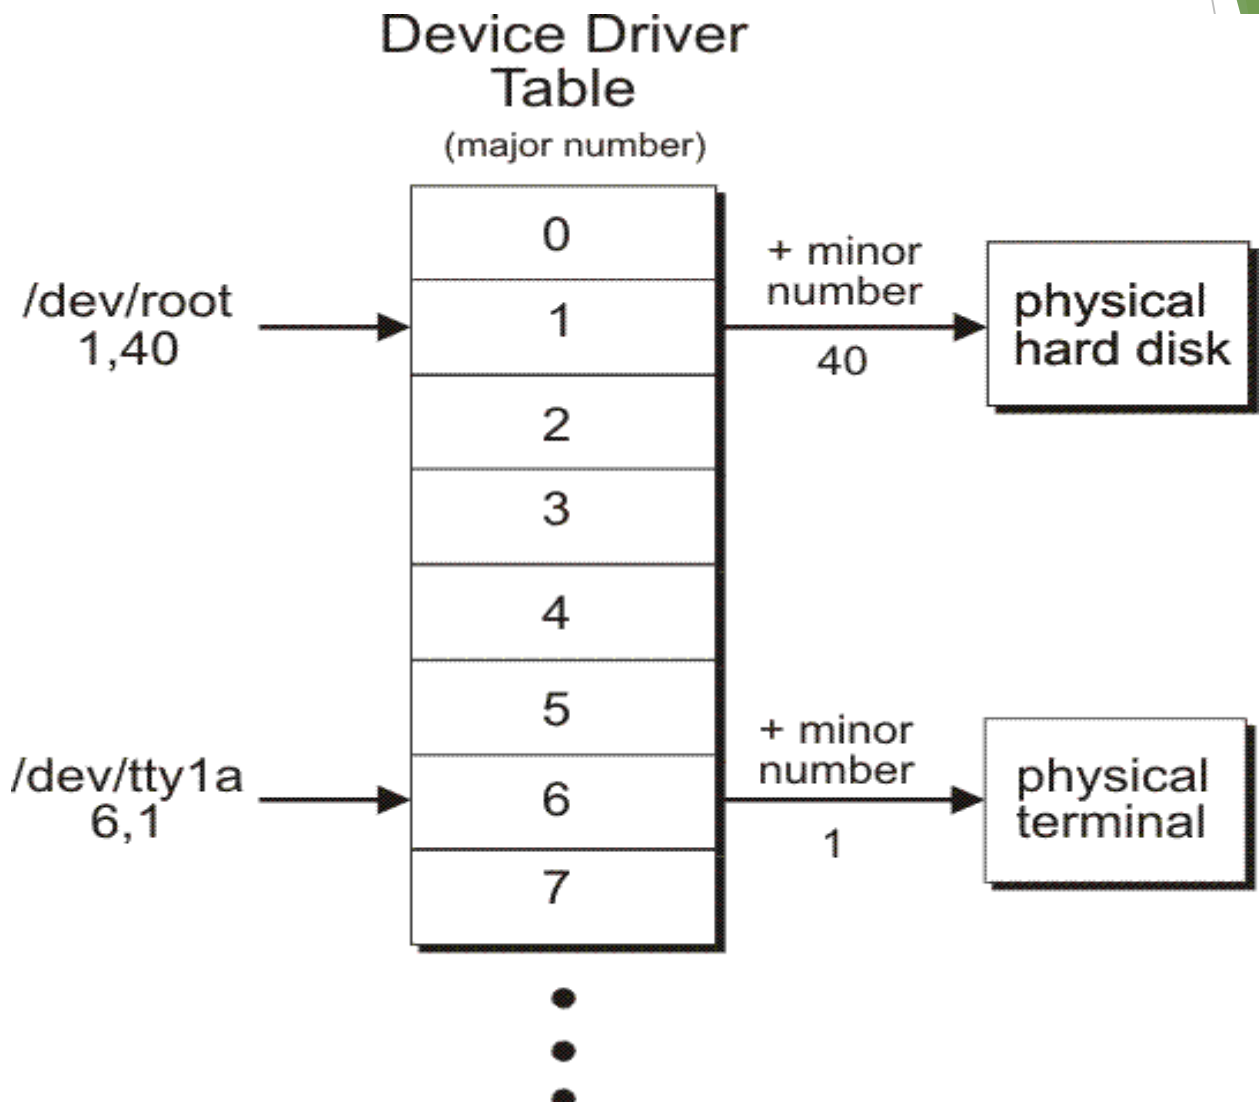 Device Driver
Table
(major number)
0
/dev/root
1,40
1
+ minor
number
40
physical
hard disk
2
3
4
5
/dev/tty1a
6,1
6
+ minor
number
1
physical
terminal
7